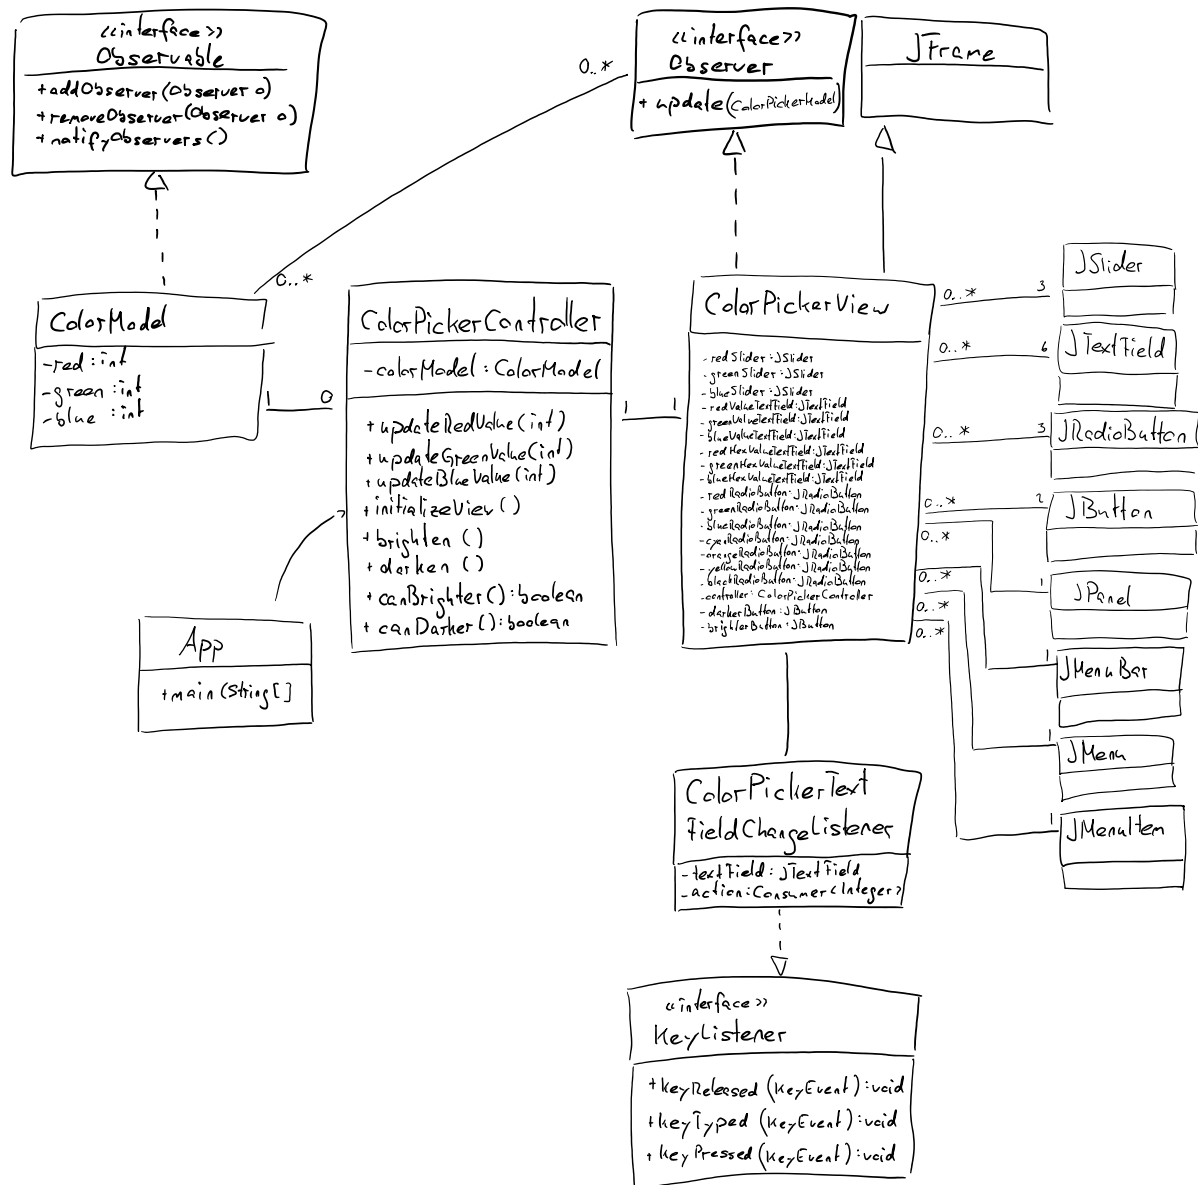 <<interface>>
Observable
+addObserver(Observer o)
+removeObserver(Observer o)
+notifyObservers()
0..*
<<interface>>
Observer
+ update(ColorPickerModel)
JFrame
0..*
ColorModel
-red:int
-green:int
-blue:int
1
0
ColorPickerController
-colorModel:ColorModel
+updateRedValue(int)
+updateGreenValue(int)
+updateBlueValue(int)
+initializeView()
+brighten()
+darken()
+canBrighter():boolean
+canDarker():boolean
1
1
ColorPickerView
-redSlider:JSlider
-greenSlider:JSlider
-blueSlider:JSlider
-redValueTextField:JTextField
-greenValueTextField:JTextField
-blueValueTextField:JTextField
-redHexValueTextField:JTextField
-greenHexValueTextField:JTextField
-blueHexValueTextField:JTextField
-redRadioButton:JRadioButton
-greenRadioButton:JRadioButton
-blueRadioButton:JRadioButton
-cyanRadioButton:JRadioButton
-orangeRadioButton:JRadioButton
-yellowRadioButton:JRadioButton
-blackRadioButton:JRadioButton
-controller:ColorPickerController
-darkerButton:JButton
-brighterButton:JButton
0..*
3
JSlider
0..*
6
JTextField
0..*
3
JRadioButton(
0..*
2
JButton
0..*
1
JPanel
0..*
1
JMenuBar
0..*
1
JMenu
0..*
1
JMenuItem
App
+main(String[]
ColorPickerText
FieldChangeListener
-textField:JTextField
-action:Consumer<Integer>
<<interface>>
KeyListener
+keyReleased(KeyEvent):void
+keyTyped(KeyEvent):void
+keyPressed(KeyEvent):void